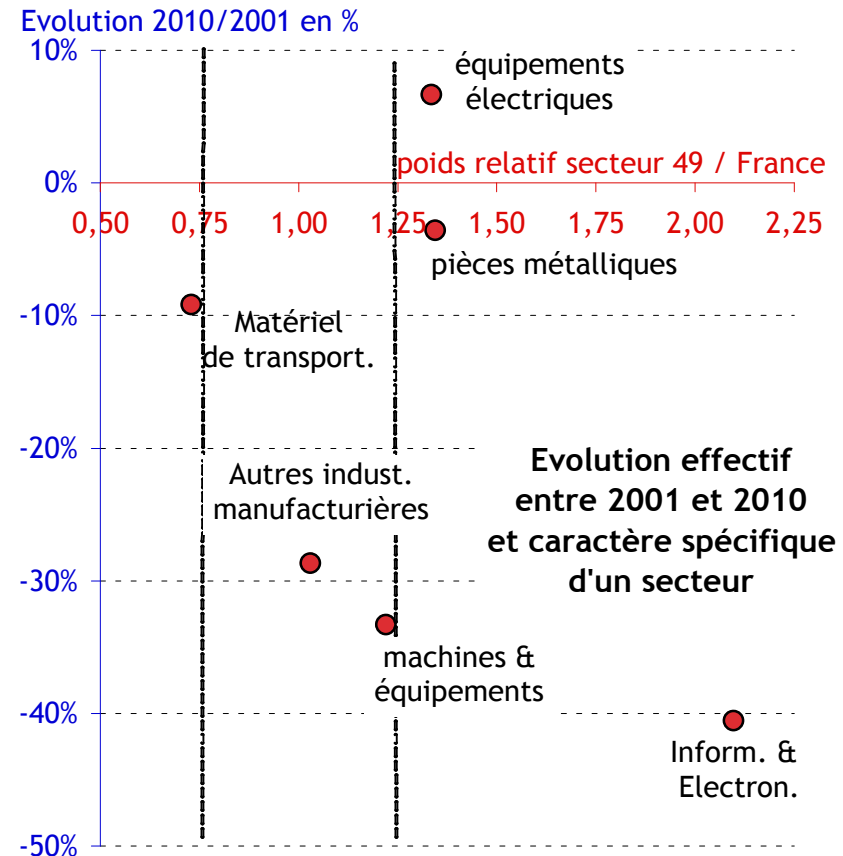 Evolution 2010/2001 en %
10%
équipements
électriques
poids relatif secteur 49 / France
0%
0,50 0,75 1,00 1,25 1,50 1,75 2,00 2,25
pièces métalliques
-10%
Matériel
de transport.
-20%
Autres indust.
manufacturières
Evolution effectif
entre 2001 et 2010
et caractère spécifique
d'un secteur
-30%
machines &
équipements
-40%
Inform. &
Electron.
-50%